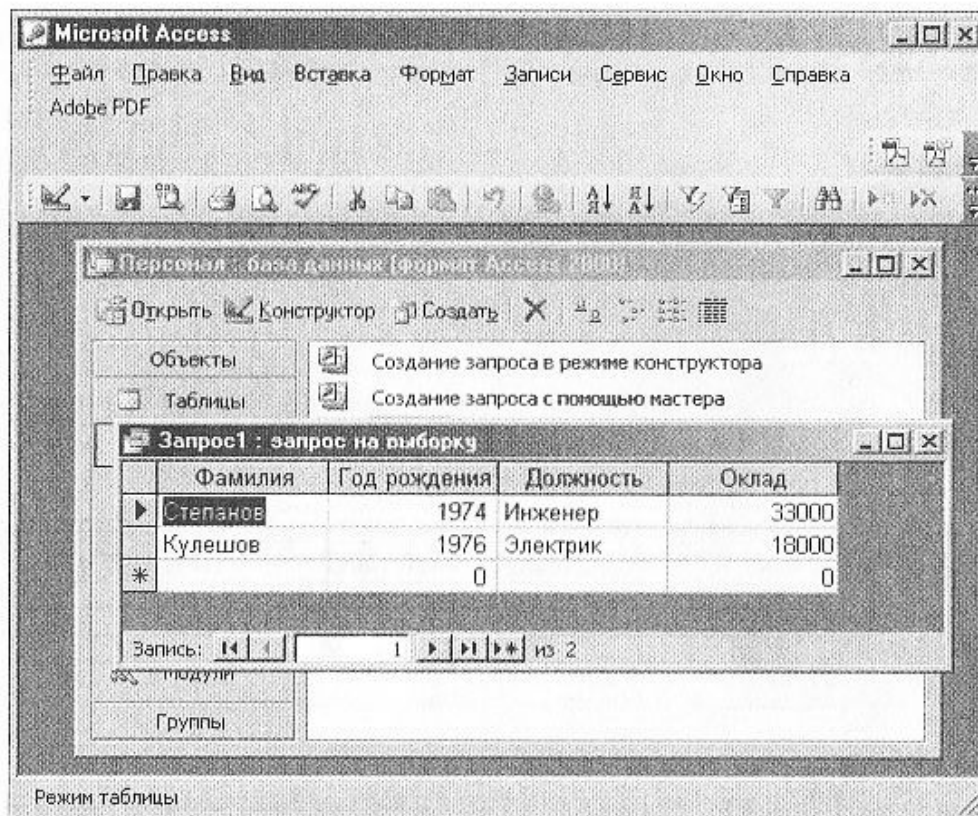 Microsoft Access
Файл Правка Вид Вставка Формат Записи Сервис Окно Справка
Adobe PDF
Персонал : база данных (формат Access 2000)
Открыть Конструктор Создать
Объекты
Создание запроса в режиме конструктора
Таблицы
Создание запроса с помощью мастера
Запрос1 : запрос на выборку
Фамилия Год рождения Должность Оклад
Степанов 1974 Инженер 33000
Кулешов 1976 Электрик 18000
0 0
Запись: 1 из 2
Модули
Группы
Режим таблицы